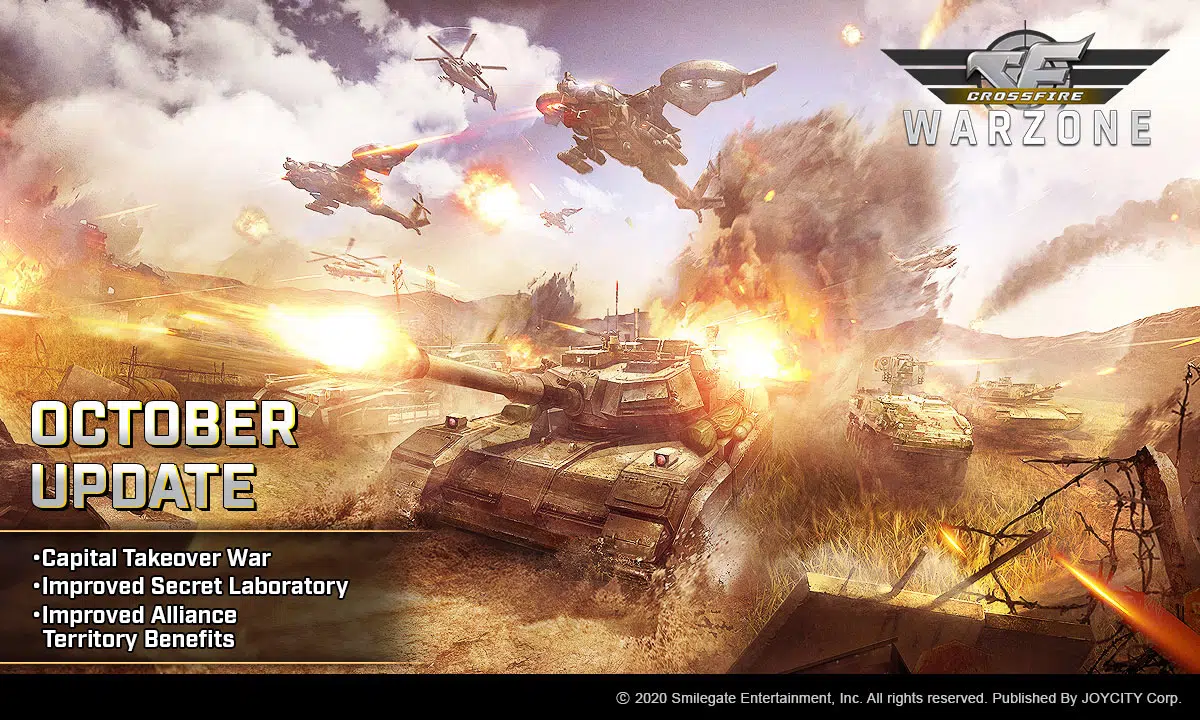 CF
CROSSFIRE
WARZONE
OCTOBER
UPDATE
•Capital Takeover War
•Improved Secret Laboratory
•Improved Alliance
Territory Benefits
© 2020 Smilegate Entertainment, Inc. All rights reserved. Published By JOYCITY Corp.